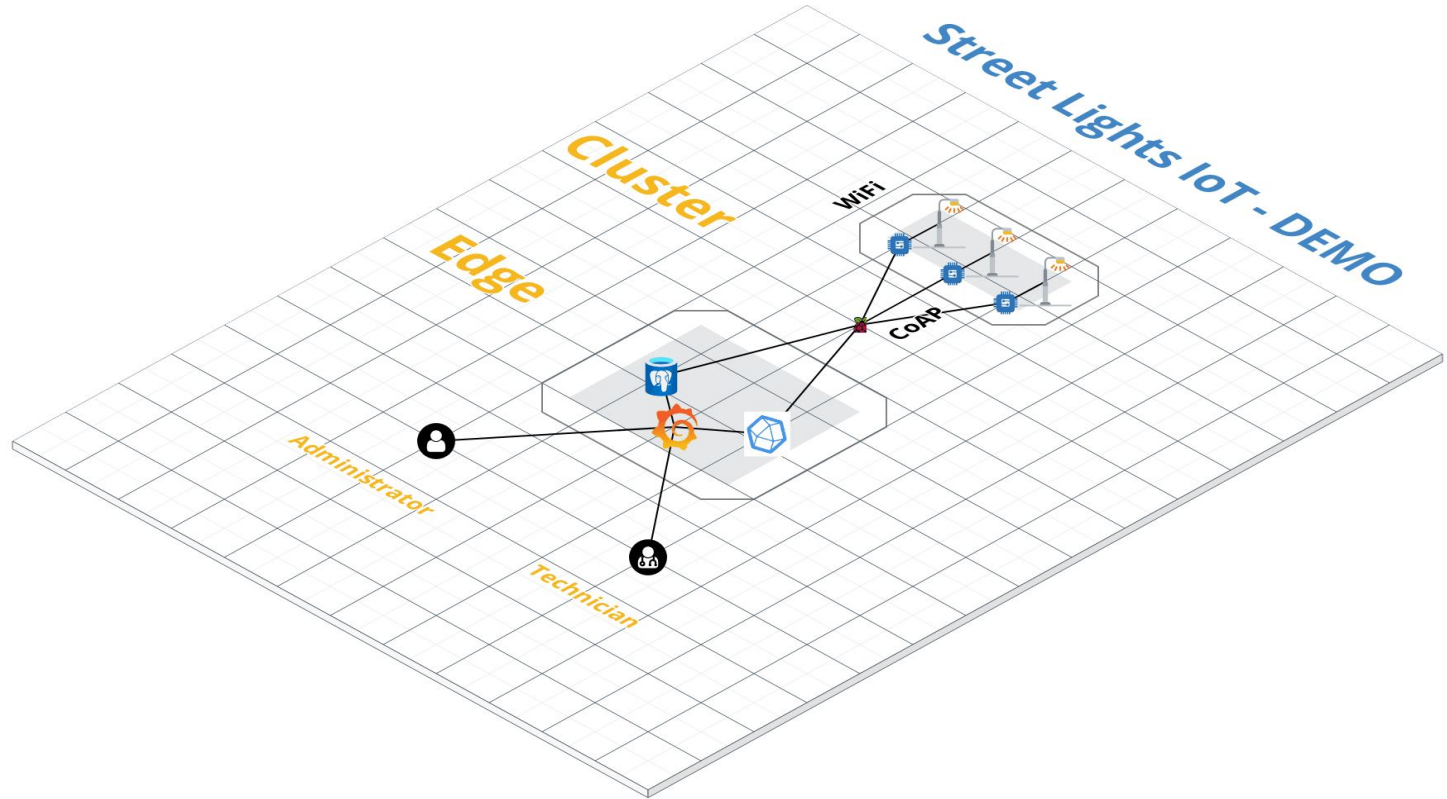 Street Lights IoT - DEMO
Cluster
WiFi
Edge
CoAP
Administrator
Technician